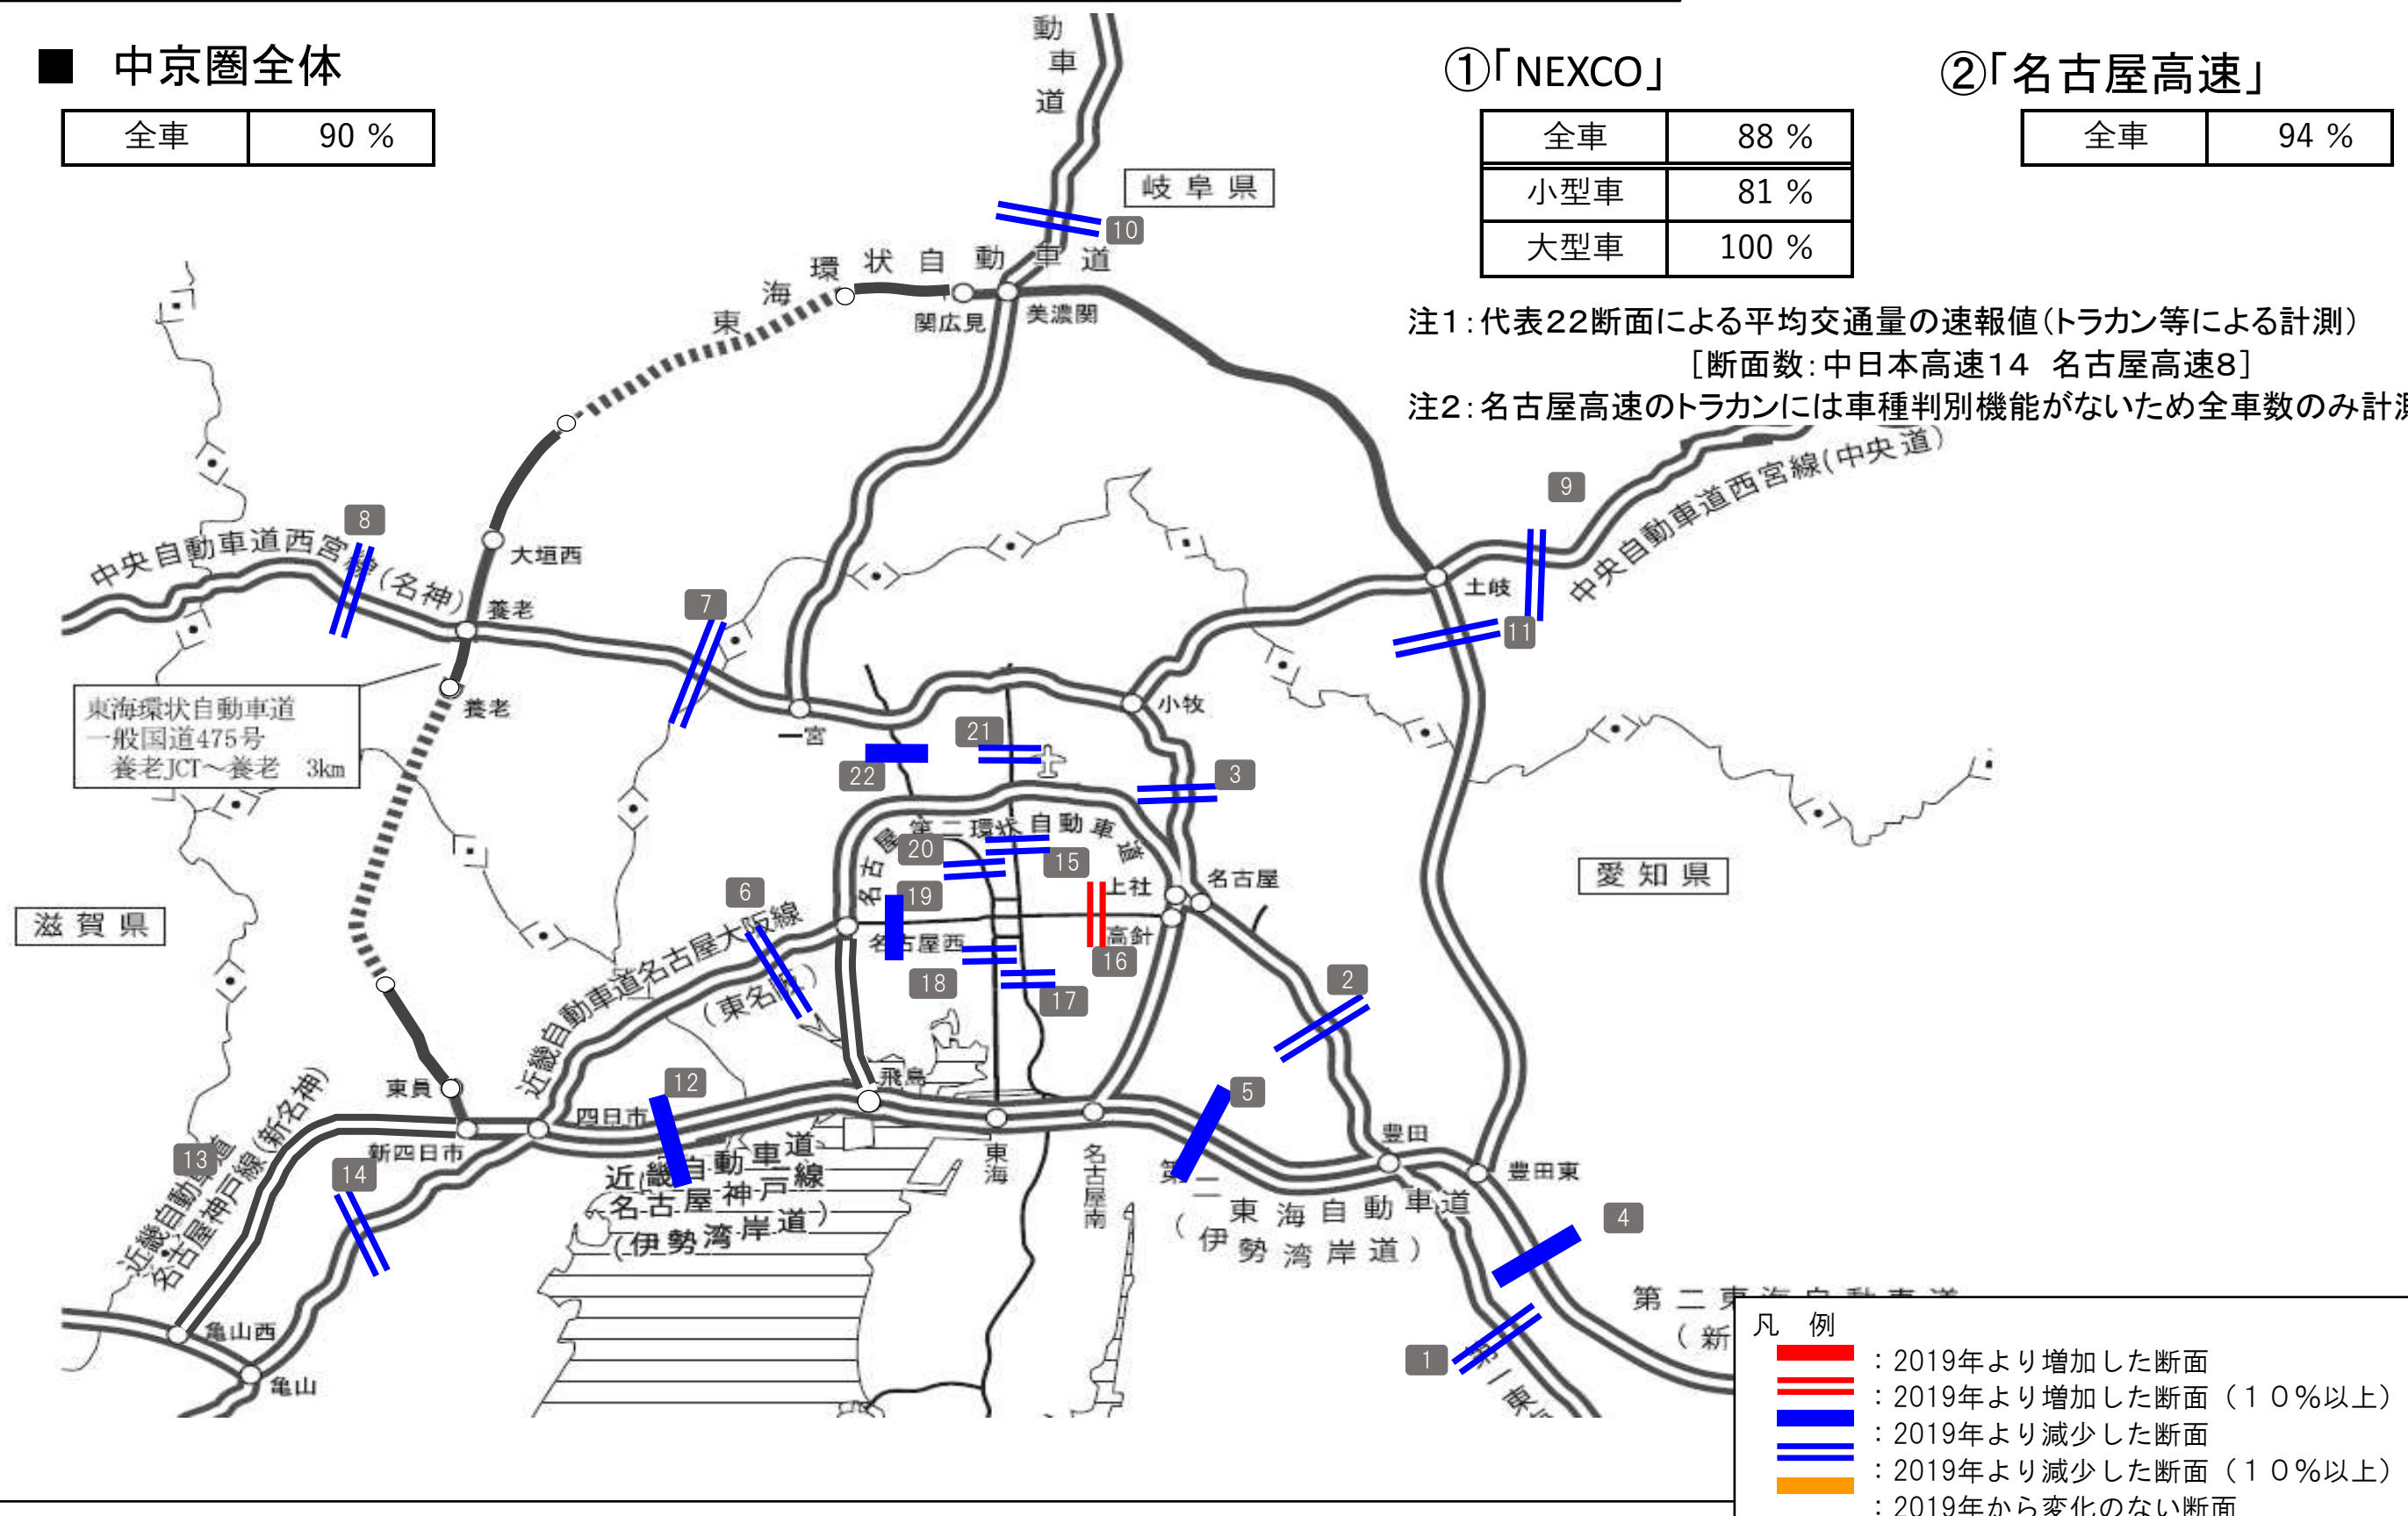 ■ 中京圏全体
全車 90 %
①「NEXCO」
全車 88 %
小型車 81 %
大型車 100 %
②「名古屋高速」
全車 94 %
注1：代表22断面による平均交通量の速報値（トラカン等による計測）
［断面数：中日本高速14 名古屋高速8］
注2：名古屋高速のトラカンには車種判別機能がないため全車数のみ計測
動車道
岐阜県
10
東海環状自動車道
関広見
美濃関
9
中央自動車道西宮線(中央道)
8
中央自動車道西宮線(名神)
大垣西
養老
7
土岐
11
東海環状自動車道
一般国道475号
養老JCT～養老 3km
養老
一宮
小牧
21
22
3
名古屋第二環状自動車道
20
15
上社
名古屋
愛知県
19
6
滋賀県
名古屋西
高針
16
近畿自動車道名古屋大阪線
(東名阪)
18
17
2
12
飛島
5
東員
四日市
新四日市
東海
名古屋南
豊田
豊田東
13
14
近畿自動車道
名古屋神戸線(新名神)
近畿自動車道
名古屋神戸線
(伊勢湾岸道)
第二東海自動車道
(伊勢湾岸道)
4
亀山西
亀山
1
第一東
第二東海自動車道
(新
凡 例
：2019年より増加した断面
：2019年より増加した断面（１０％以上）
：2019年より減少した断面
：2019年より減少した断面（１０％以上）
：2019年から変化のない断面